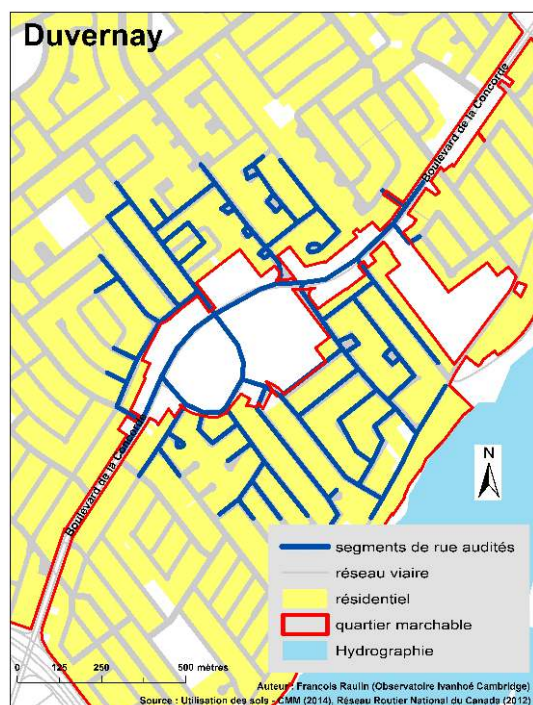 Duvernay
Boulevard de la Concorde
Boulevard de la Concorde
N
segments de rue audités
réseau viaire
résidentiel
quartier marchable
Hydrographie
0 125 250 500 mètres
Auteur : Francois Raulin (Observatoire Ivanhoé Cambridge)
Source : Utilisation des sols - CMM (2014), Réseau Routier National du Canada (2012)